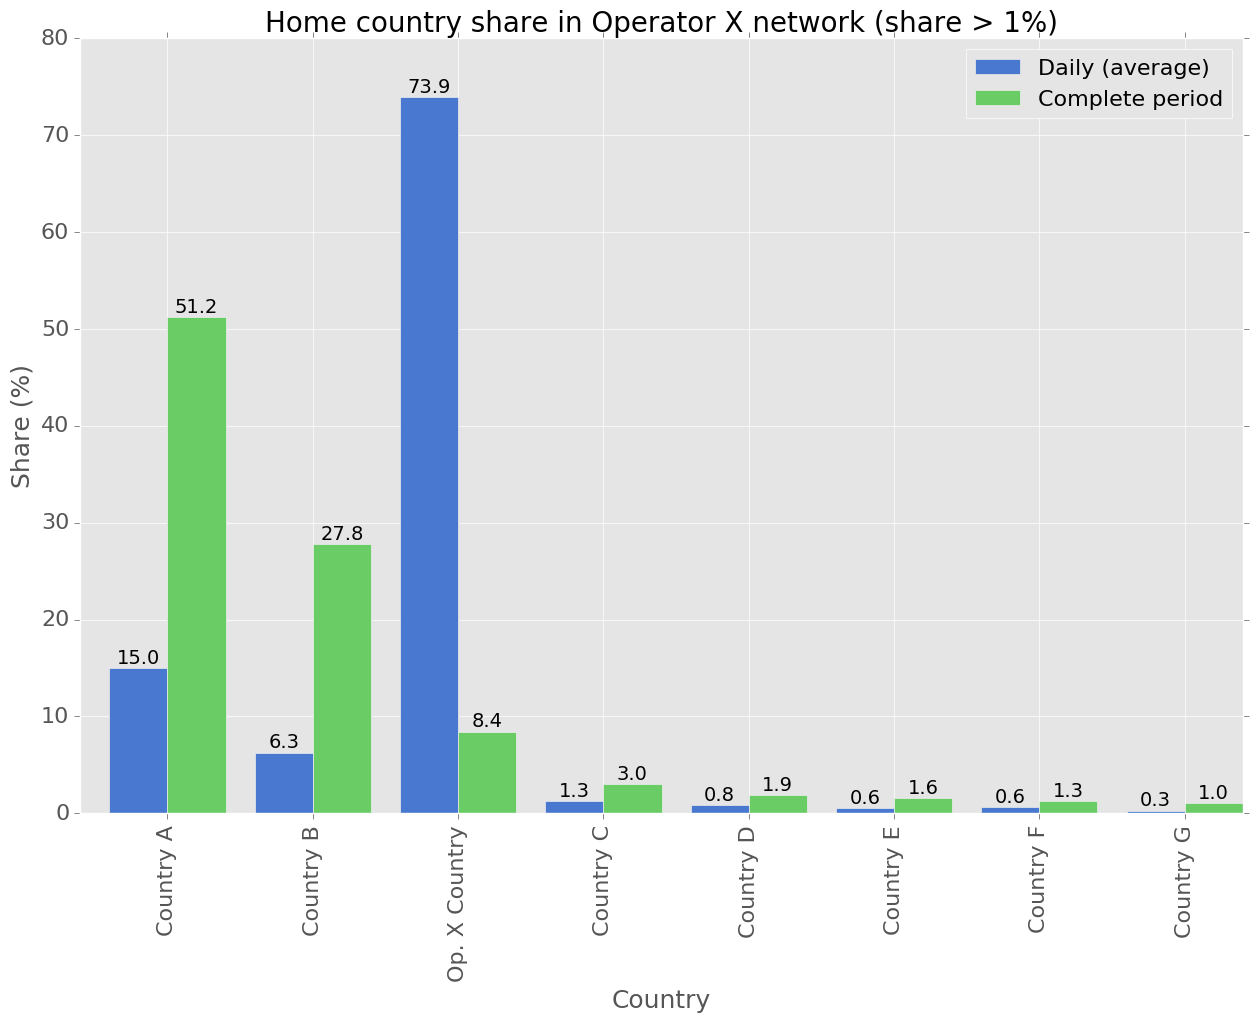 Home country share in Operator X network (share > 1%)
Daily (average)
Complete period
80
70
60
50
40
30
20
10
0
Share (%)
15.0
51.2
6.3
27.8
73.9
8.4
1.3
3.0
0.8
1.9
0.6
1.6
0.6
1.3
0.3
1.0
Country A
Country B
Op. X Country
Country C
Country D
Country E
Country F
Country G
Country